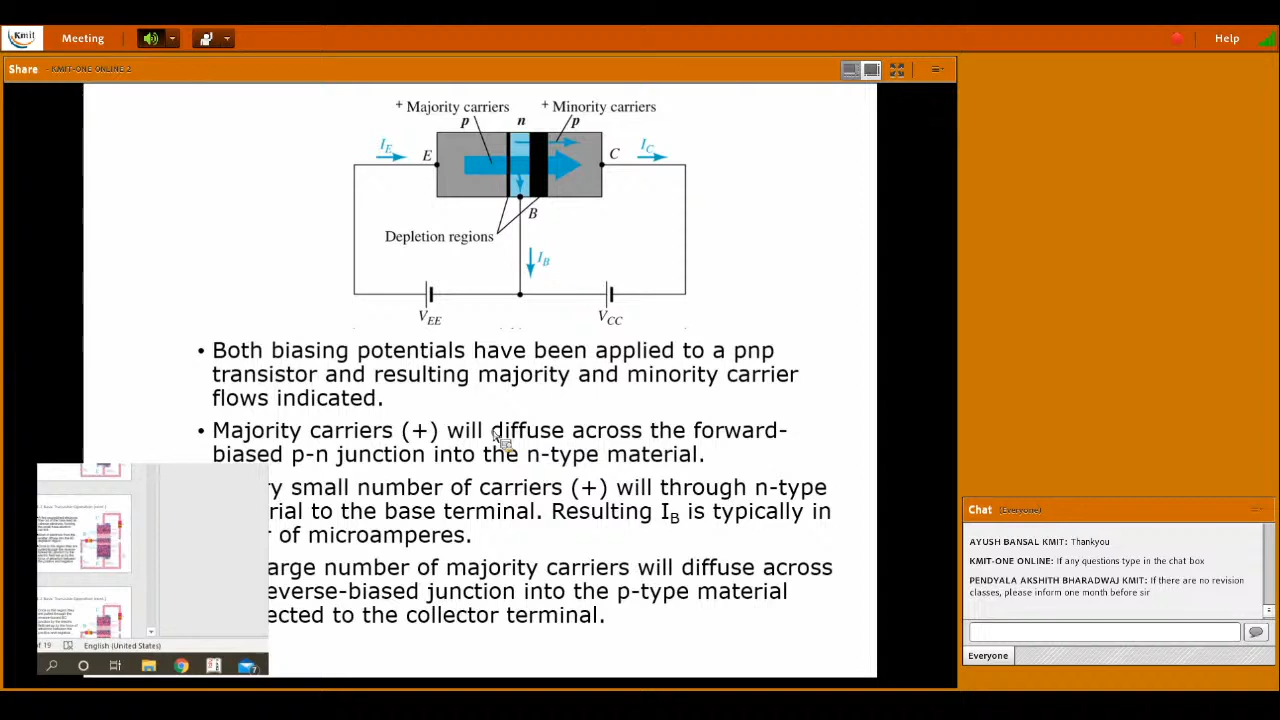 Kmit
Meeting
Help
Share - KMIT-ONE ONLINE 2
+ Majority carriers + Minority carriers
p n p
IE E C IC
B
Depletion regions
IB
VEE VCC
• Both biasing potentials have been applied to a pnp
transistor and resulting majority and minority carrier
flows indicated.
• Majority carriers (+) will diffuse across the forward-
biased p-n junction into the n-type material.
ry small number of carriers (+) will through n-type
rial to the base terminal. Resulting IB is typically in
r of microamperes.
arge number of majority carriers will diffuse across
everse-biased junction into the p-type material
ected to the collector terminal.
of 19 English (United States)
7
Chat (Everyone)
AYUSH BANSAL KMIT: Thankyou
KMIT-ONE ONLINE: If any questions type in the chat box
PENDYALA AKSHITH BHARADWAJ KMIT: If there are no revision
classes, please inform one month before sir
Everyone